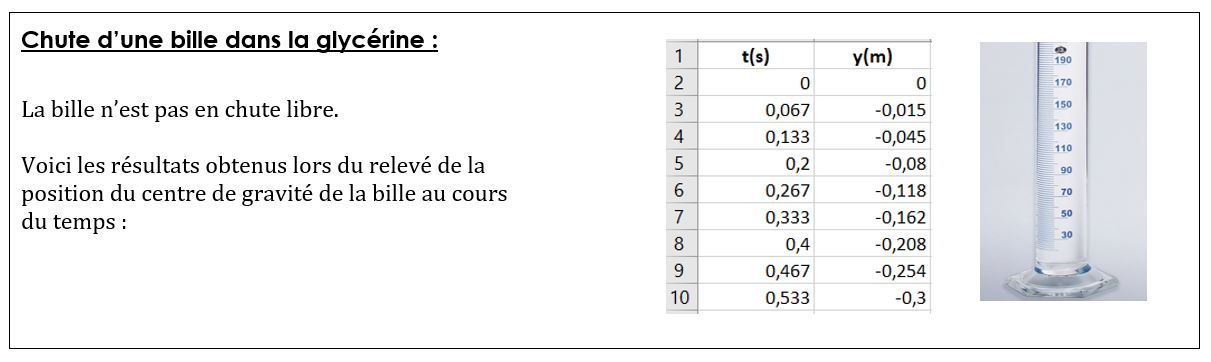 Chute d'une bille dans la glycérine :
La bille n'est pas en chute libre.
Voici les résultats obtenus lors du relevé de la
position du centre de gravité de la bille au cours
du temps :
1 t(s) y(m)
2 0 0
3 0,067 -0,015
4 0,133 -0,045
5 0,2 -0,08
6 0,267 -0,118
7 0,333 -0,162
8 0,4 -0,208
9 0,467 -0,254
10 0,533 -0,3
190
170
150
130
110
90
70
50
30